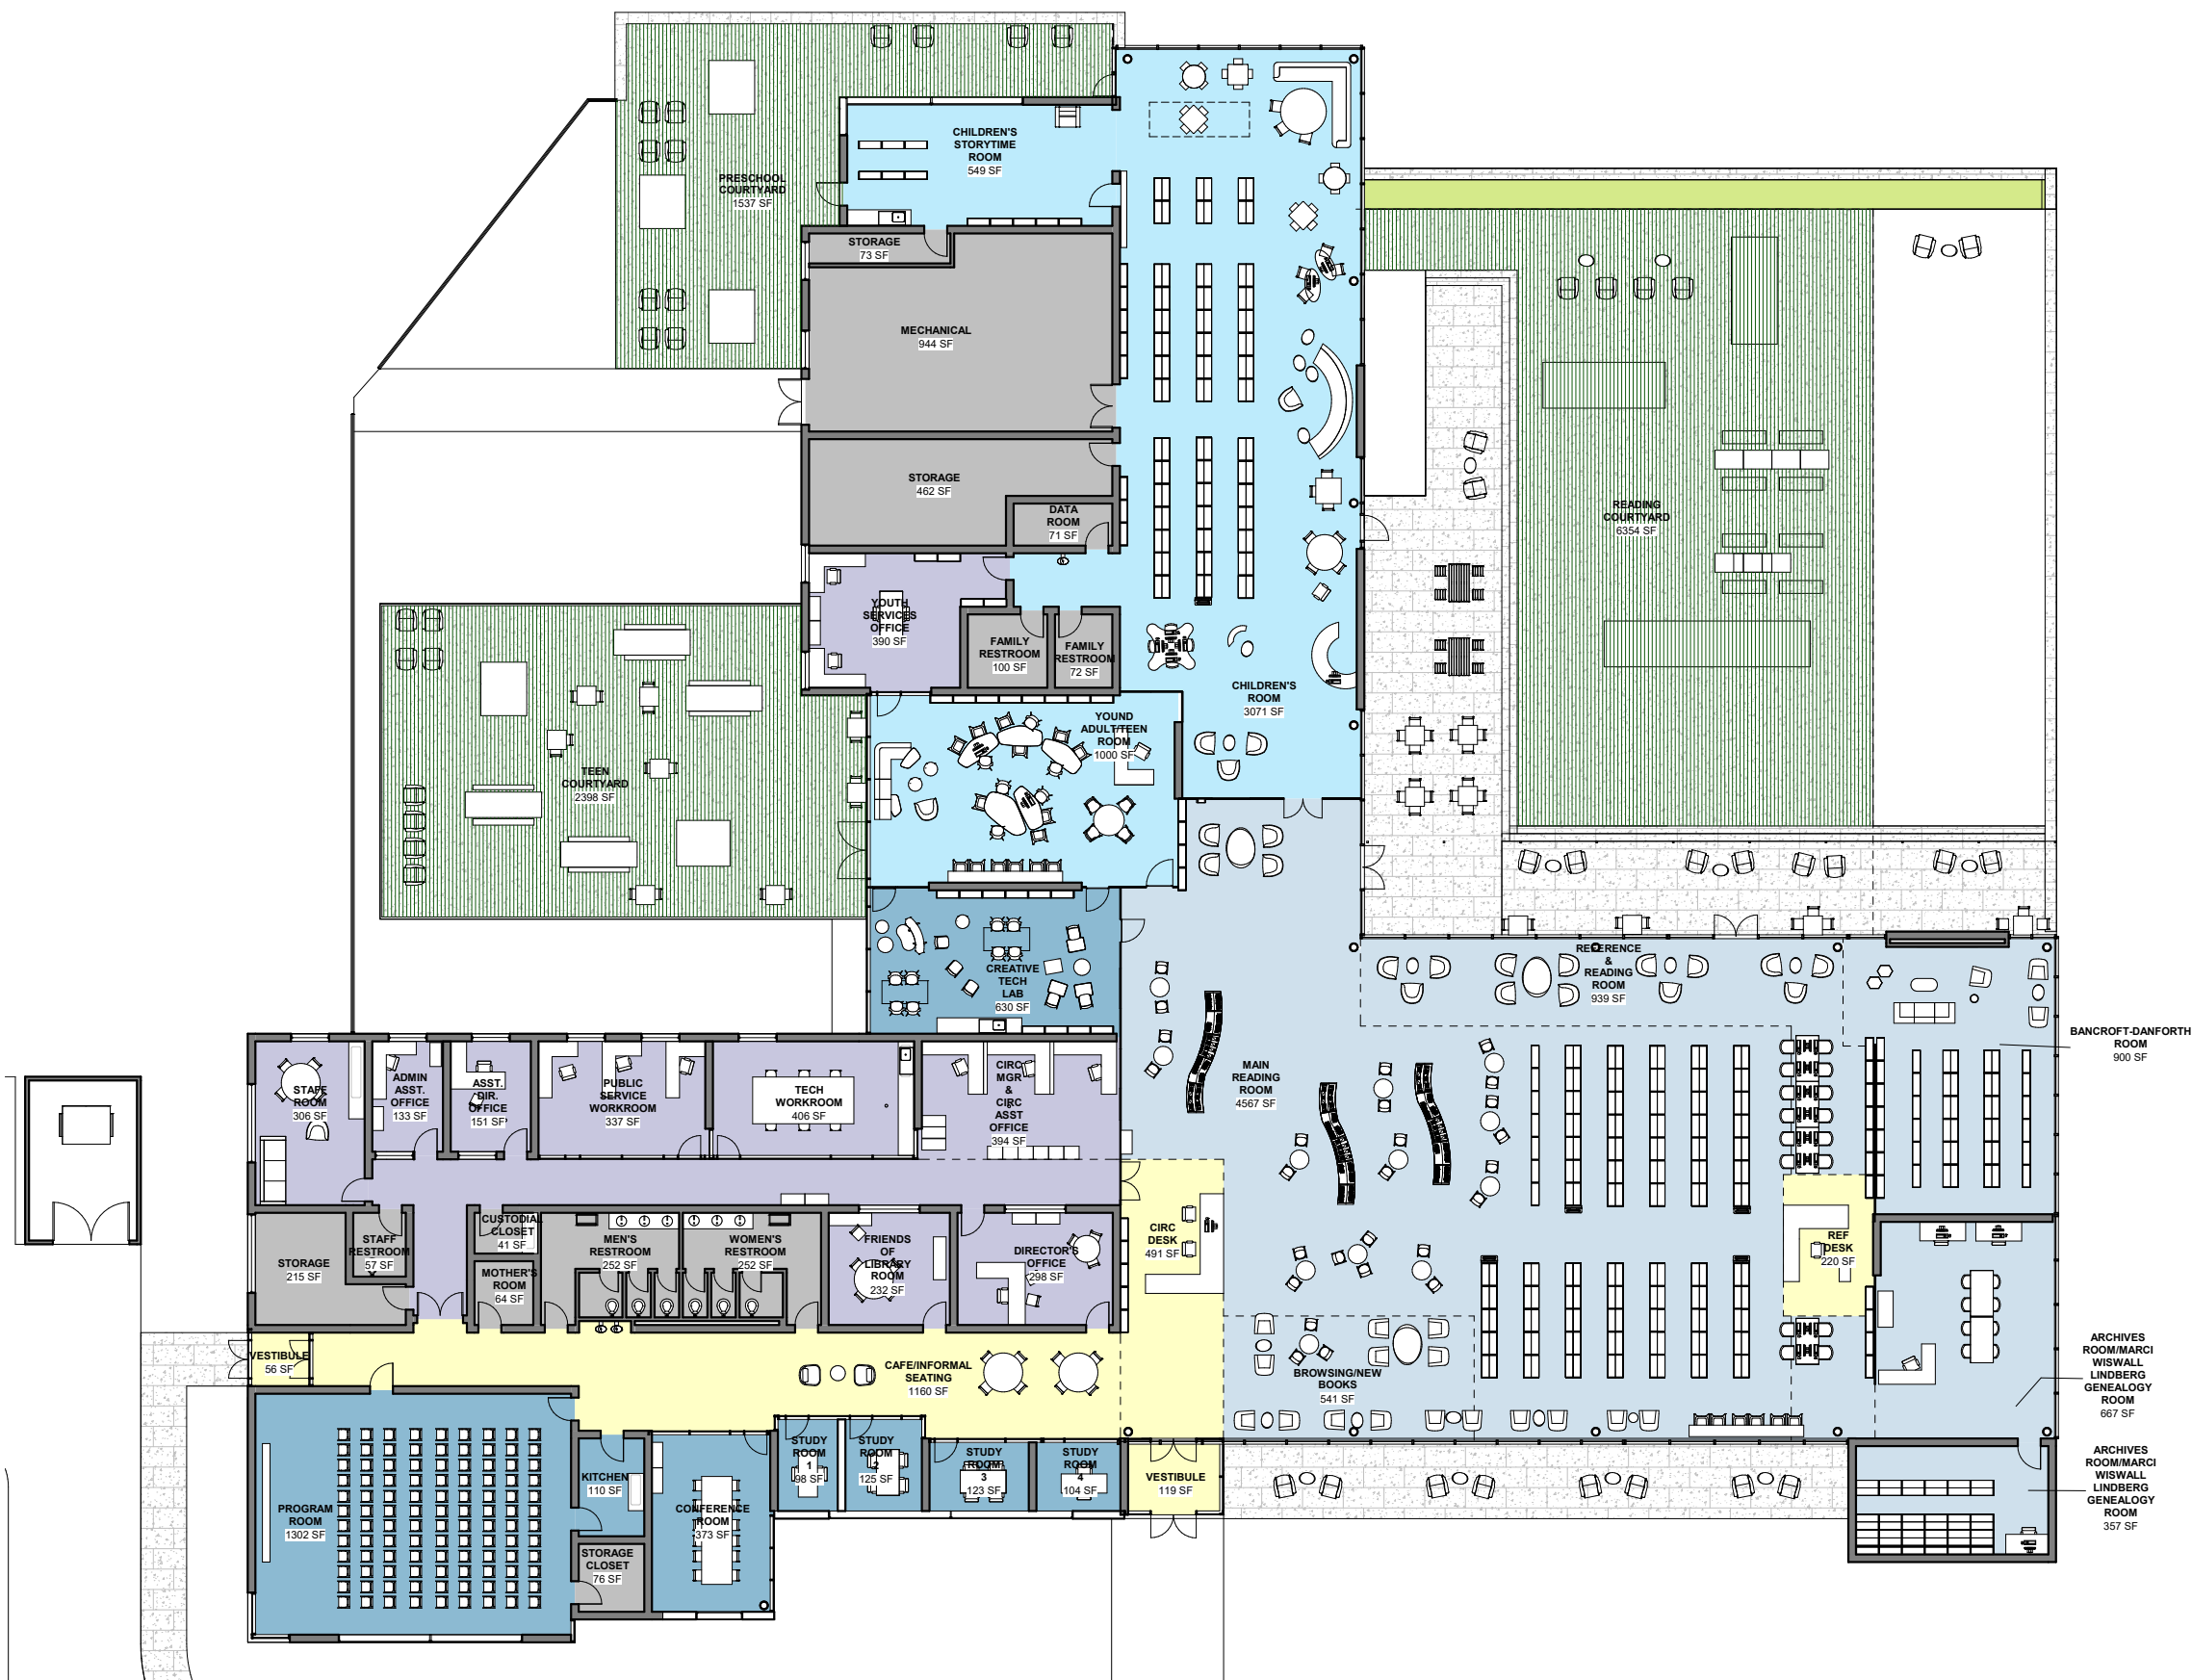 CHILDREN'S
STORYTIME
ROOM
549 SF
PRESCHOOL
COURTYARD
1537 SF
STORAGE
73 SF
MECHANICAL
944 SF
STORAGE
462 SF
DATA
ROOM
71 SF
READING
COURTYARD
6354 SF
YOUTH
SERVICES
OFFICE
390 SF
FAMILY
RESTROOM
100 SF
FAMILY
RESTROOM
72 SF
CHILDREN'S
ROOM
3071 SF
YOUND
ADULT/TEEN
ROOM
1000 SF
TEEN
COURTYARD
2398 SF
CREATIVE
TECH
LAB
630 SF
REFERENCE
&
READING
ROOM
939 SF
BANCROFT-DANFORTH
ROOM
900 SF
STAFF
ROOM
306 SF
ADMIN
ASST.
OFFICE
133 SF
ASST.
DIR.
OFFICE
151 SF
PUBLIC
SERVICE
WORKROOM
337 SF
TECH
WORKROOM
406 SF
CIRC
MGR
&
CIRC
ASST
OFFICE
394 SF
MAIN
READING
ROOM
4567 SF
STORAGE
215 SF
STAFF
RESTROOM
57 SF
CUSTODIAL
CLOSET
41 SF
MOTHER'S
ROOM
64 SF
MEN'S
RESTROOM
252 SF
WOMEN'S
RESTROOM
252 SF
FRIENDS
OF
LIBRARY
ROOM
232 SF
DIRECTOR'S
OFFICE
298 SF
CIRC
DESK
491 SF
REF
DESK
220 SF
VESTIBULE
56 SF
CAFE/INFORMAL
SEATING
1160 SF
BROWSING/NEW
BOOKS
541 SF
ARCHIVES
ROOM/MARCI
WISWALL
LINDBERG
GENEALOGY
ROOM
667 SF
PROGRAM
ROOM
1302 SF
KITCHEN
110 SF
STORAGE
CLOSET
76 SF
CONFERENCE
ROOM
373 SF
STUDY
ROOM
1
98 SF
STUDY
ROOM
2
125 SF
STUDY
ROOM
3
123 SF
STUDY
ROOM
4
104 SF
VESTIBULE
119 SF
ARCHIVES
ROOM/MARCI
WISWALL
LINDBERG
GENEALOGY
ROOM
357 SF